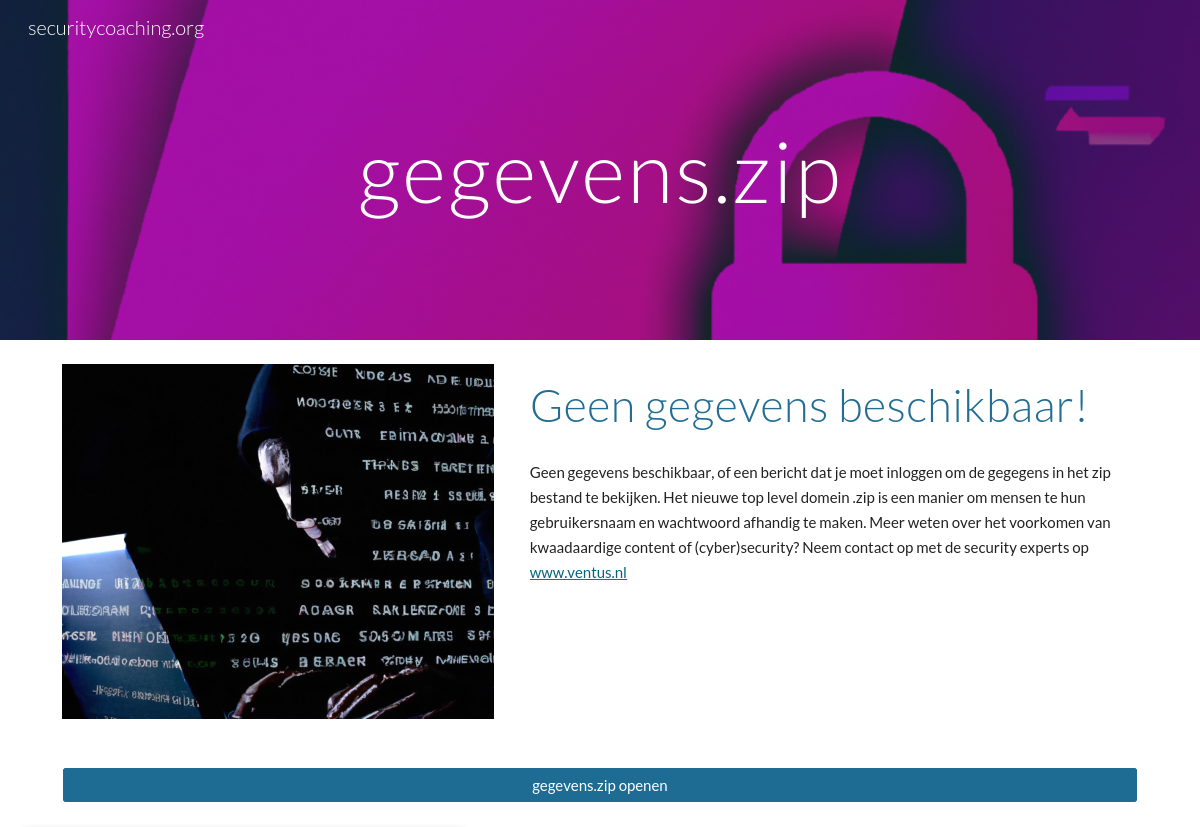 securitycoaching.org
gegevens.zip
Geen gegevens beschikbaar!
Geen gegevens beschikbaar, of een bericht dat je moet inloggen om de gegegens in het zip
bestand te bekijken. Het nieuwe top level domein .zip is een manier om mensen te hun
gebruikersnaam en wachtwoord afhandig te maken. Meer weten over het voorkomen van
kwaadaardige content of (cyber)security? Neem contact op met de security experts op
www.ventus.nl
gegevens.zip openen